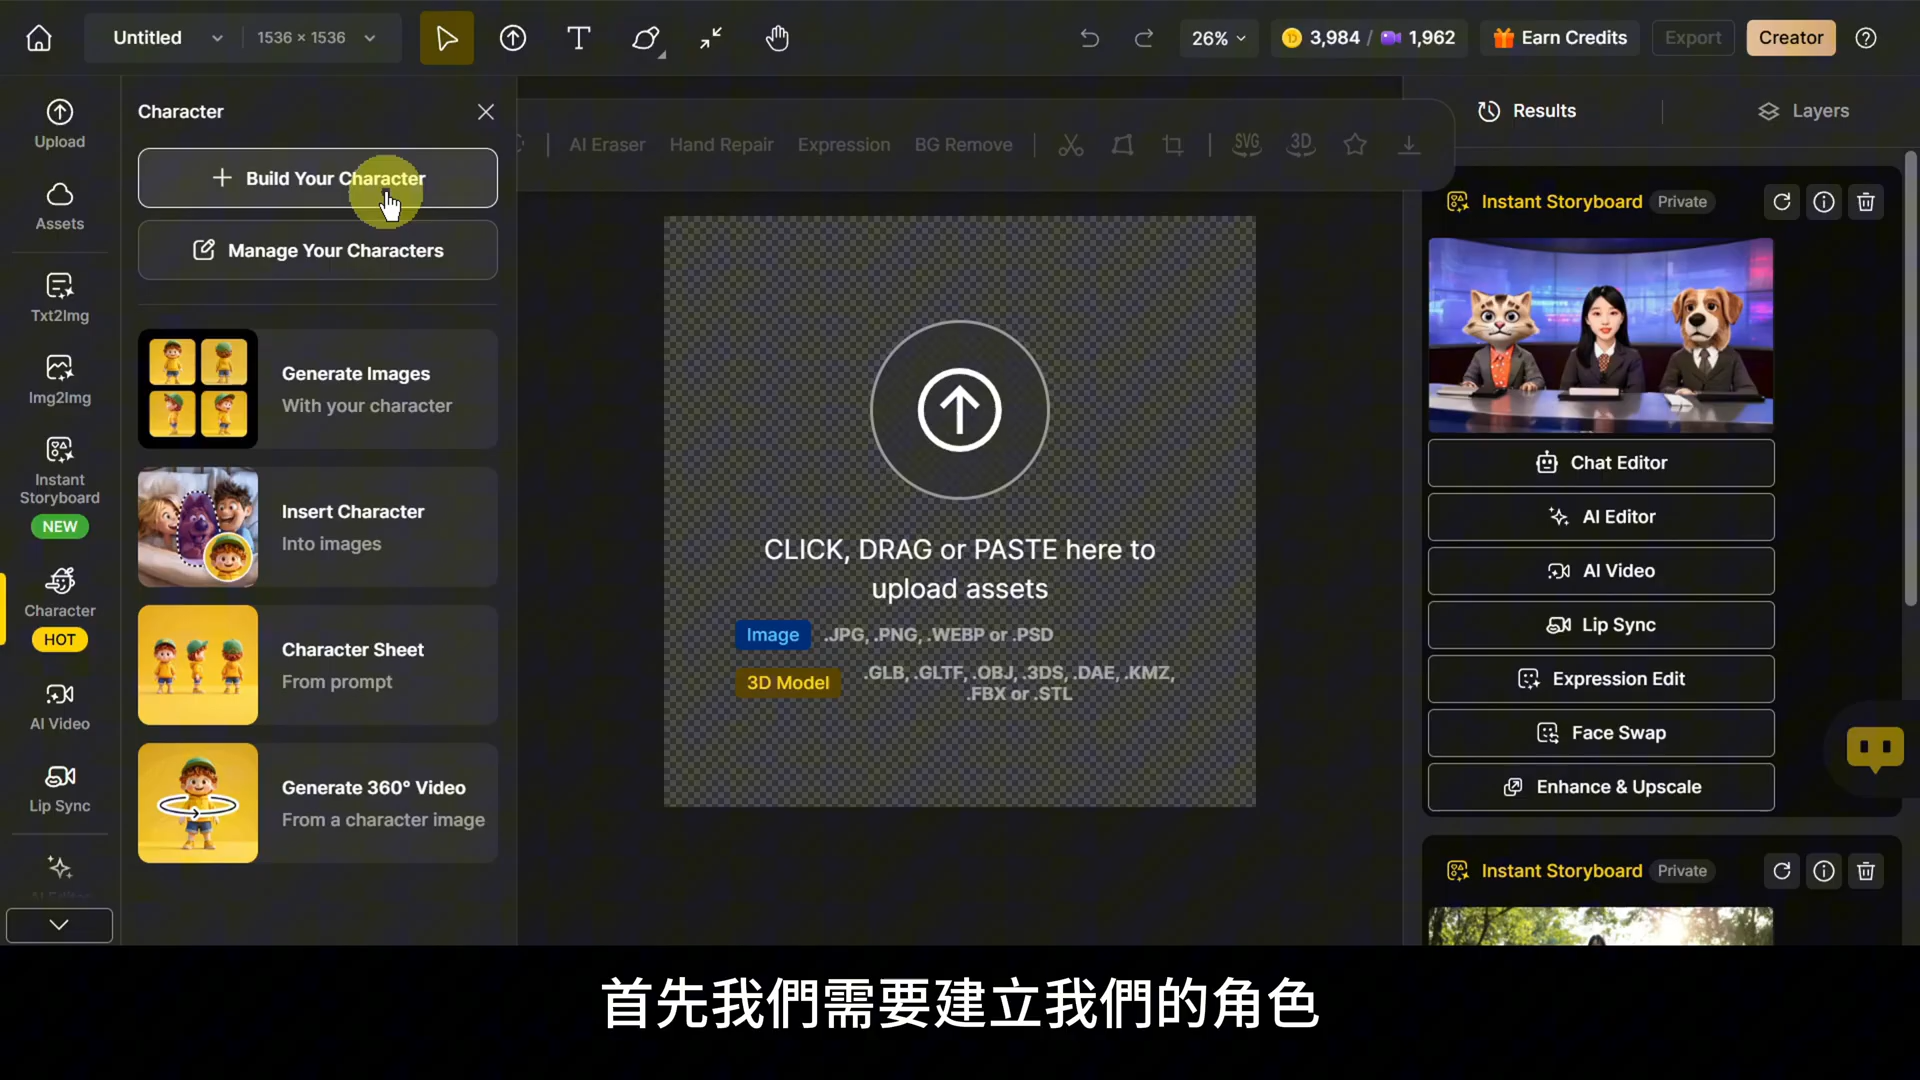 Untitled
1536 × 1536
26%
3,984 / 1,962
Earn Credits
Export
Creator
Upload
Assets
Txt2Img
Img2Img
Instant
Storyboard
NEW
Character
HOT
AI Video
Lip Sync
Character
Build Your Character
Manage Your Characters
Generate Images
With your character
Insert Character
Into images
Character Sheet
From prompt
Generate 360° Video
From a character image
AI Eraser
Hand Repair
Expression
BG Remove
SVG
3D
CLICK, DRAG or PASTE here to
upload assets
Image .JPG, .PNG, .WEBP or .PSD
3D Model .GLB, .GLTF, .OBJ, .3DS, .DAE, .KMZ,
.FBX or .STL
Results
Layers
Instant Storyboard Private
Chat Editor
AI Editor
AI Video
Lip Sync
Expression Edit
Face Swap
Enhance & Upscale
Instant Storyboard Private
首先我們需要建立我們的角色